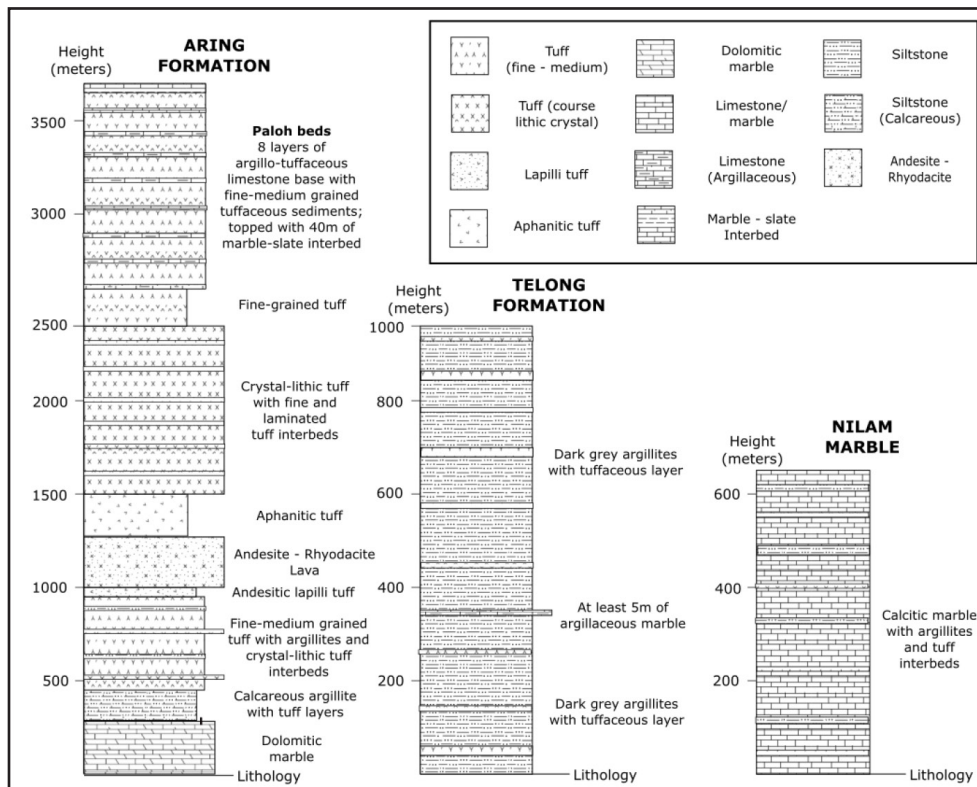 ARING
FORMATION
Height
(meters)
3500
3000
2500
2000
1500
1000
500
Paloh beds
8 layers of
argillo-tuffaceous
limestone base with
fine-medium grained
tuffaceous sediments;
topped with 40m of
marble-slate interbed
Fine-grained tuff
Crystal-lithic tuff
with fine and
laminated
tuff interbeds
Aphanitic tuff
Andesite - Rhyodacite
Lava
Andesitic lapilli tuff
Fine-medium grained
tuff with argillites and
crystal-lithic tuff
interbeds
Calcareous argillite
with tuff layers
Dolomitic
marble
Lithology
Tuff
(fine - medium)
Tuff (course
lithic crystal)
Lapilli tuff
Aphanitic tuff
Dolomitic
marble
Limestone/
marble
Limestone
(Argillaceous)
Marble - slate
Interbed
Siltstone
Siltstone
(Calcareous)
Andesite -
Rhyodacite
TELONG
FORMATION
Height
(meters)
1000
800
600
400
200
Dark grey argillites
with tuffaceous layer
At least 5m of
argillaceous marble
Dark grey argillites
with tuffaceous layer
Lithology
NILAM
MARBLE
Height
(meters)
600
400
200
Calcitic marble
with argillites
and tuff
interbeds
Lithology